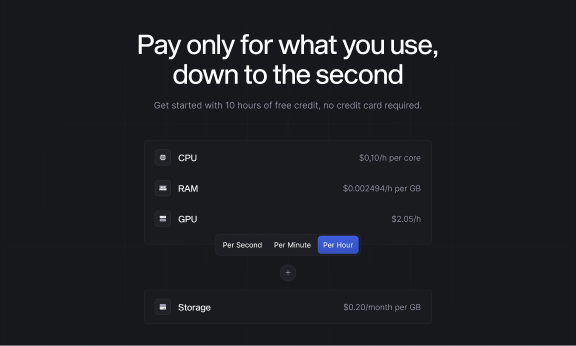 Pay only for what you use,
down to the second
Get started with 10 hours of free credit, no credit card required.
CPU $0,10/h per core
RAM $0.002494/h per GB
GPU $2.05/h
Per Second Per Minute Per Hour
+
Storage $0.20/month per GB